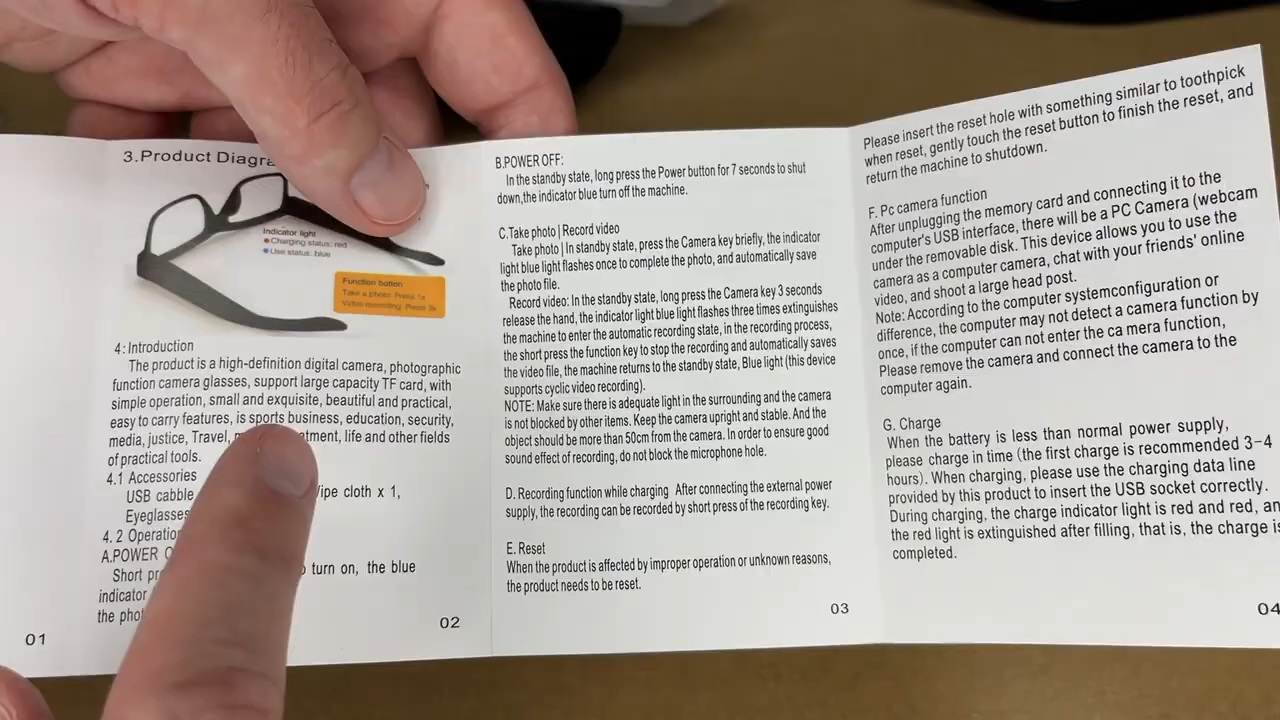 3.Product Diagra
Indicator light
Charging status: red
Use status: blue
Function button
Take a photo: Press 1s
Video recording: Press 3s
4: Introduction
The product is a high-definition digital camera, photographic
function camera glasses, support large capacity TF card, with
simple operation, small and exquisite, beautiful and practical,
easy to carry features, is sports business, education, security,
media, justice, Travel, tment, life and other fields
of practical tools.
4.1 Accessories
USB cabble ipe cloth x 1,
Eyeglasses
4. 2 Operation
A.POWER O
Short pr turn on, the blue
indicator
the phot
01
02
B.POWER OFF:
In the standby state, long press the Power button for 7 seconds to shut
down,the indicator blue turn off the machine.
C.Take photo | Record video
Take photo | In standby state, press the Camera key briefly, the indicator
light blue light flashes once to complete the photo, and automatically save
the photo file.
Record video: In the standby state, long press the Camera key 3 seconds
release the hand, the indicator light blue light flashes three times extinguishes
the machine to enter the automatic recording state, in the recording process,
the short press the function key to stop the recording and automatically saves
the video file, the machine returns to the standby state, Blue light (this device
supports cyclic video recording).
NOTE: Make sure there is adequate light in the surrounding and the camera
is not blocked by other items. Keep the camera upright and stable. And the
object should be more than 50cm from the camera. In order to ensure good
sound effect of recording, do not block the microphone hole.
D. Recording function while charging After connecting the external power
supply, the recording can be recorded by short press of the recording key.
E. Reset
When the product is affected by improper operation or unknown reasons,
the product needs to be reset.
03
Please insert the reset hole with something similar to toothpick
when reset, gently touch the reset button to finish the reset, and
return the machine to shutdown.
F. Pc camera function
After unplugging the memory card and connecting it to the
computer's USB interface, there will be a PC Camera (webcam
under the removable disk. This device allows you to use the
camera as a computer camera, chat with your friends' online
video, and shoot a large head post.
Note: According to the computer systemconfiguration or
difference, the computer may not detect a camera function by
once, if the computer can not enter the ca mera function,
Please remove the camera and connect the camera to the
computer again.
G. Charge
When the battery is less than normal power supply,
please charge in time (the first charge is recommended 3-4
hours). When charging, please use the charging data line
provided by this product to insert the USB socket correctly.
During charging, the charge indicator light is red and red, an
the red light is extinguished after filling, that is, the charge is
completed.
04